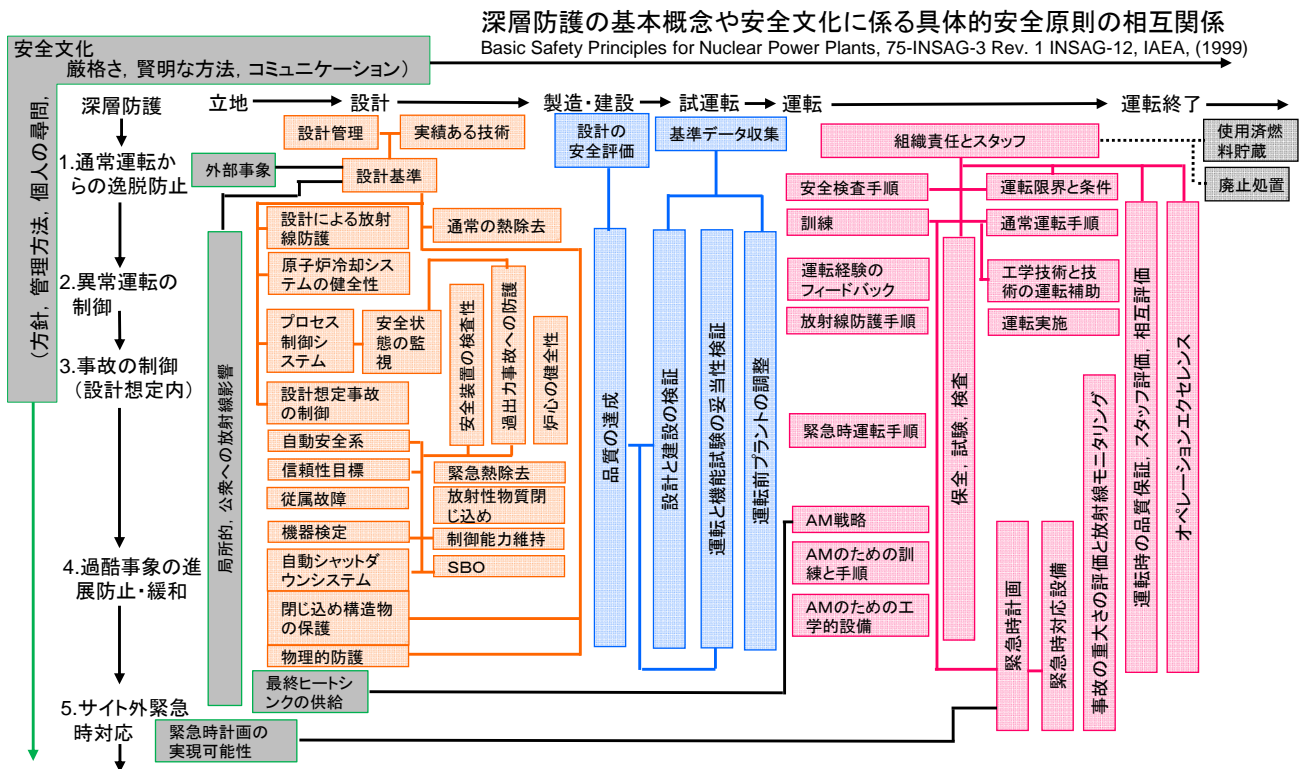 深層防護の基本概念や安全文化に係る具体的安全原則の相互関係
Basic Safety Principles for Nuclear Power Plants, 75-INSAG-3 Rev. 1 INSAG-12, IAEA, (1999)
安全文化
厳格さ, 賢明な方法, コミュニケーション)
(方針, 管理方法, 個人の尋問,
深層防護
立地
設計
製造・建設
試運転
運転
運転終了
1.通常運転か
らの逸脱防止
2.異常運転の
制御
3.事故の制御
(設計想定内)
4.過酷事象の進
展防止・緩和
5.サイト外緊急
時対応
外部事象
局所的, 公衆への放射線影響
最終ヒートシ
ンクの供給
緊急時計画の
実現可能性
設計管理
実績ある技術
設計基準
設計による放射
線防護
通常の熱除去
原子炉冷却シス
テムの健全性
プロセス
制御シス
テム
安全状
態の監
視
設計想定事故
の制御
安全装置の検査性
過出力事故への防護
炉心の健全性
自動安全系
信頼性目標
従属故障
機器検定
自動シャットダ
ウンシステム
閉じ込め構造物
の保護
物理的防護
緊急熱除去
放射性物質閉
じ込め
制御能力維持
SBO
設計の
安全評価
基準データ収集
品質の達成
設計と建設の検証
運転と機能試験の妥当性検証
運転前プラントの調整
組織責任とスタッフ
安全検査手順
訓練
運転経験の
フィードバック
放射線防護手順
緊急時運転手順
AM戦略
AMのための訓
練と手順
AMのための工
学的設備
保全, 試験, 検査
運転限界と条件
通常運転手順
工学技術と技
術の運転補助
運転実施
緊急時計画
緊急時対応設備
事故の重大さの評価と放射線モニタリング
運転時の品質保証, スタッフ評価, 相互評価
オペレーションエクセレンス
使用済燃
料貯蔵
廃止処置